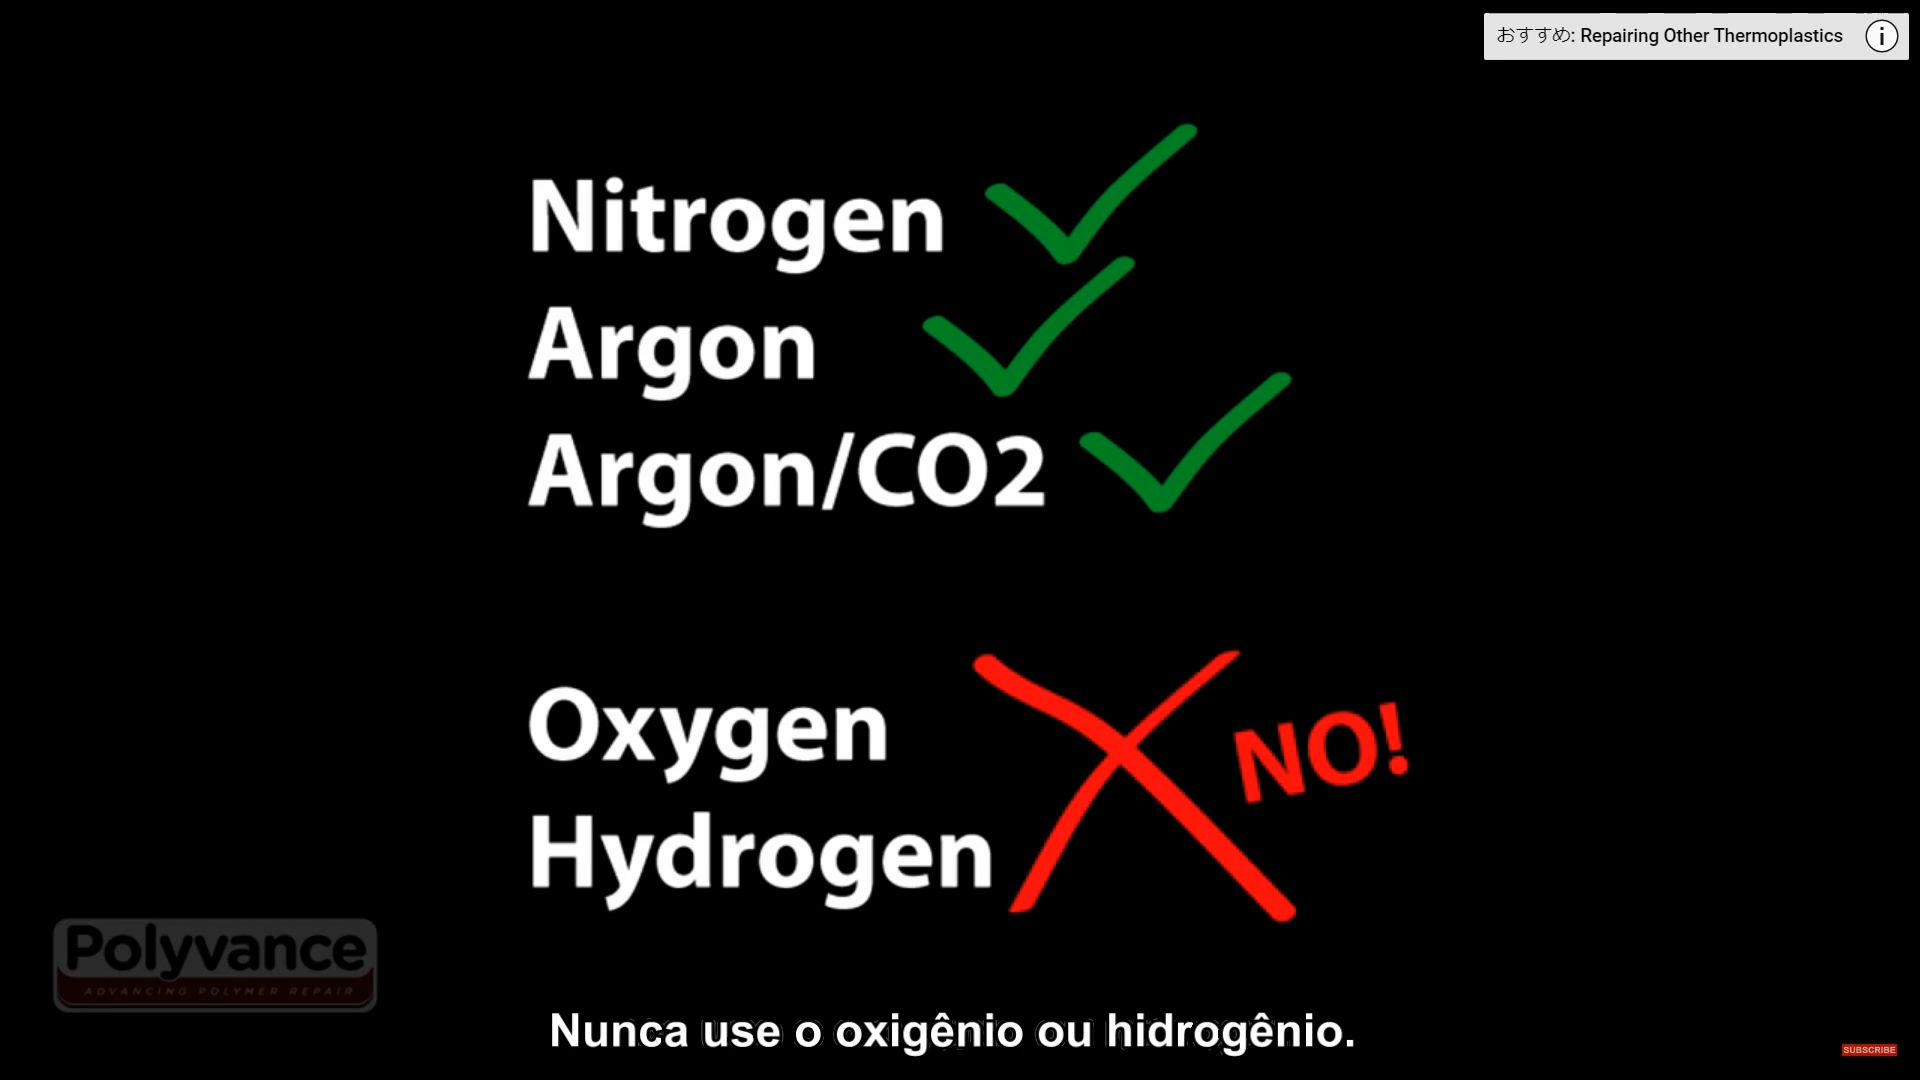 おすすめ: Repairing Other Thermoplastics
Nitrogen
Argon
Argon/CO2
Oxygen
NO!
Hydrogen
Polyvance
ADVANCING POLYMER REPAIR
Nunca use o oxigênio ou hidrogênio.
SUBSCRIBE